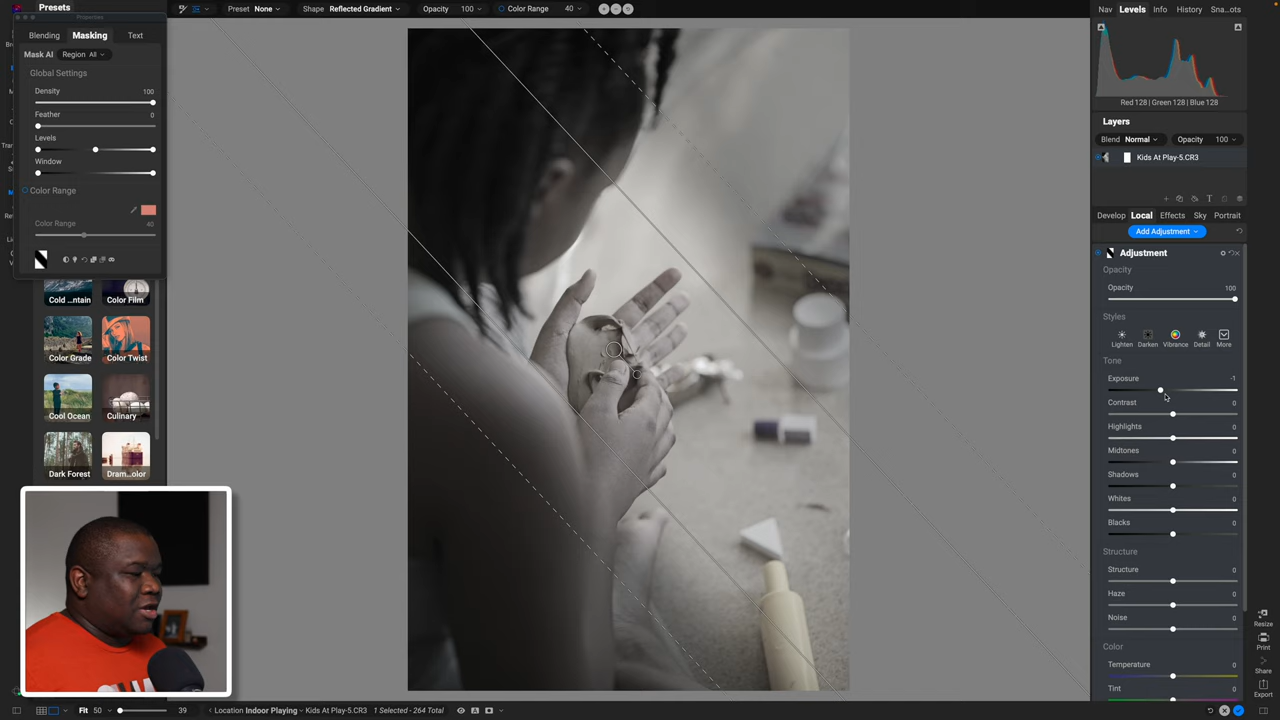 Presets
Preset None
Shape Reflected Gradient
Opacity 100
Color Range 40
Properties
Blending Masking Text
Mask AI Region All
Global Settings
Density 100
Feather 0
Levels
Window
Color Range
Color Range 40
Cold ...ntain Color Film
Color Grade Color Twist
Cool Ocean Culinary
Dark Forest Dram...olor
Nav Levels Info History Sna...ots
Red 128 | Green 128 | Blue 128
Layers
Blend Normal Opacity 100
Kids At Play-5.CR3
Develop Local Effects Sky Portrait
Add Adjustment
Adjustment
Opacity
Opacity 100
Styles
Lighten Darken Vibrance Detail More
Tone
Exposure -1
Contrast 0
Highlights 0
Midtones 0
Shadows 0
Whites 0
Blacks 0
Structure
Structure 0
Haze 0
Noise 0
Color
Temperature 0
Tint 0
Resize
Print
Share
Export
Fit 50 39
Location Indoor Playing Kids At Play-5.CR3 1 Selected - 264 Total